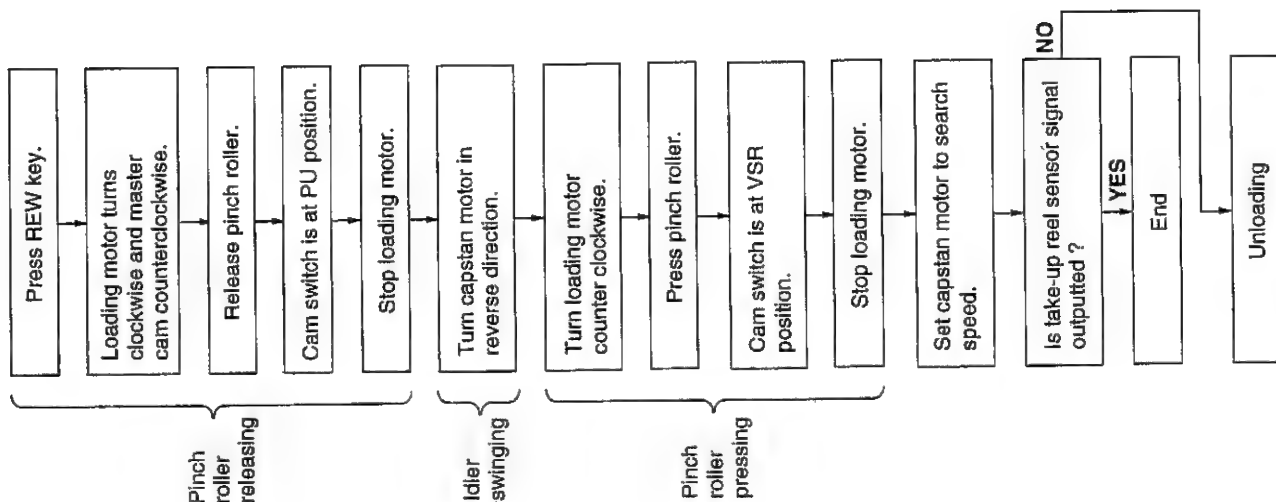 Press REW key.
Loading motor turns
clockwise and master
cam counterclockwise.
Release pinch roller.
Cam switch is at PU position.
Stop loading motor.
Pinch
roller
releasing
Turn capstan motor in
reverse direction.
Idler
swinging
Turn loading motor
counter clockwise.
Press pinch roller.
Cam switch is at VSR
position.
Stop loading motor.
Pinch
roller
pressing
Set capstan motor to search
speed.
Is take-up reel sensor signal
outputted ?
NO
YES
End
Unloading